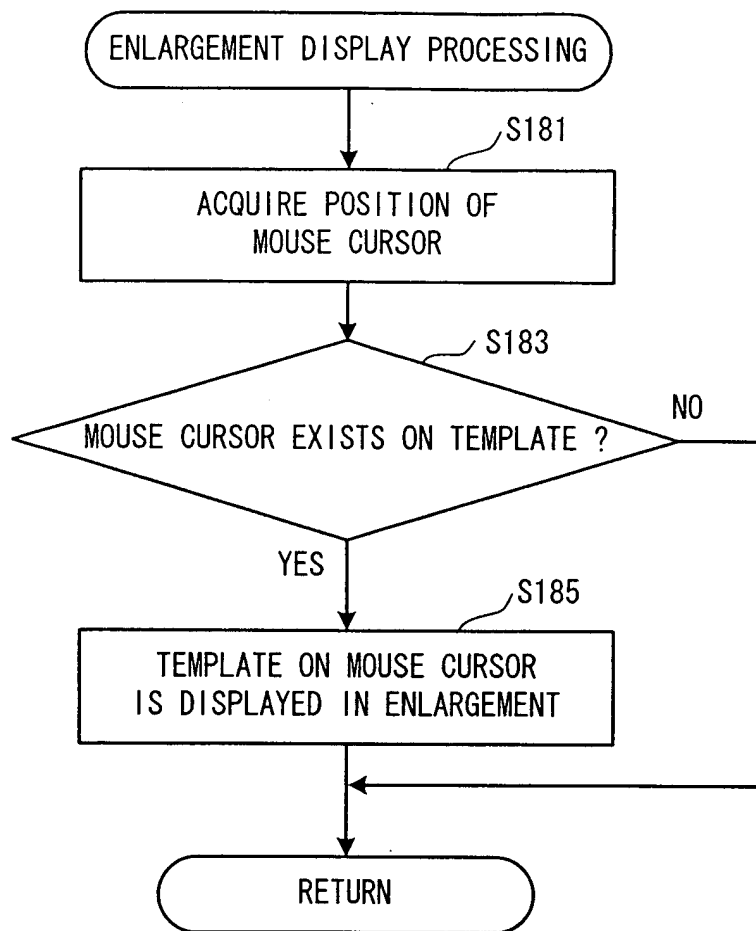 ENLARGEMENT DISPLAY PROCESSING
S181
ACQUIRE POSITION OF
MOUSE CURSOR
S183
MOUSE CURSOR EXISTS ON TEMPLATE ?
NO
YES
S185
TEMPLATE ON MOUSE CURSOR
IS DISPLAYED IN ENLARGEMENT
RETURN